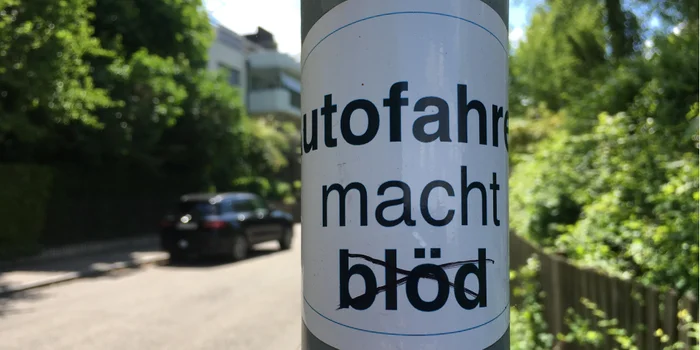 utofahre
macht
blöd